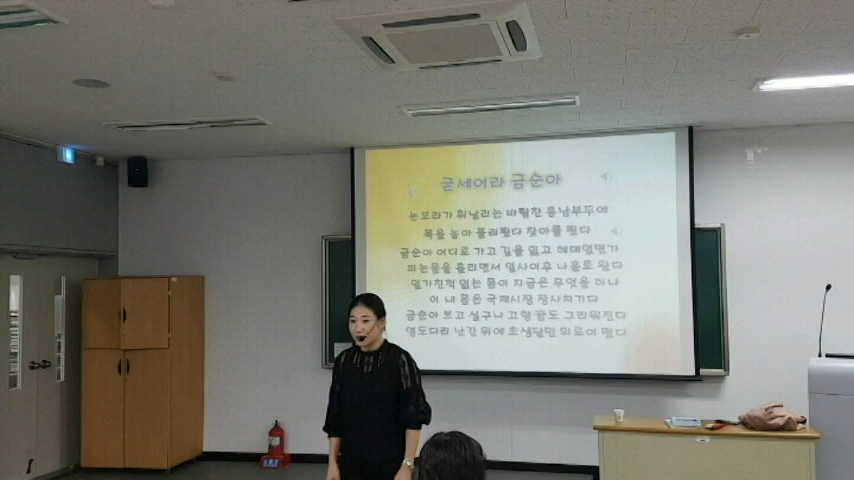 굳세어라 금순아
눈보라가 휘날리는 바람찬 흥남부두에
목을 놓아 불러봤다 찾아를 봤다
금순아 어디로 가고 길을 잃고 헤매였던가
피눈물을 흘리면서 일사이후 나홀로 왔다
일가친척 없는 몸이 지금은 무엇을 하나
이 내 몸은 국제시장 장사치기다
금순아 보고 싶구나 고향 꿈도 그리워진다
영도다리 난간 위에 초생달만 외로이 떴다